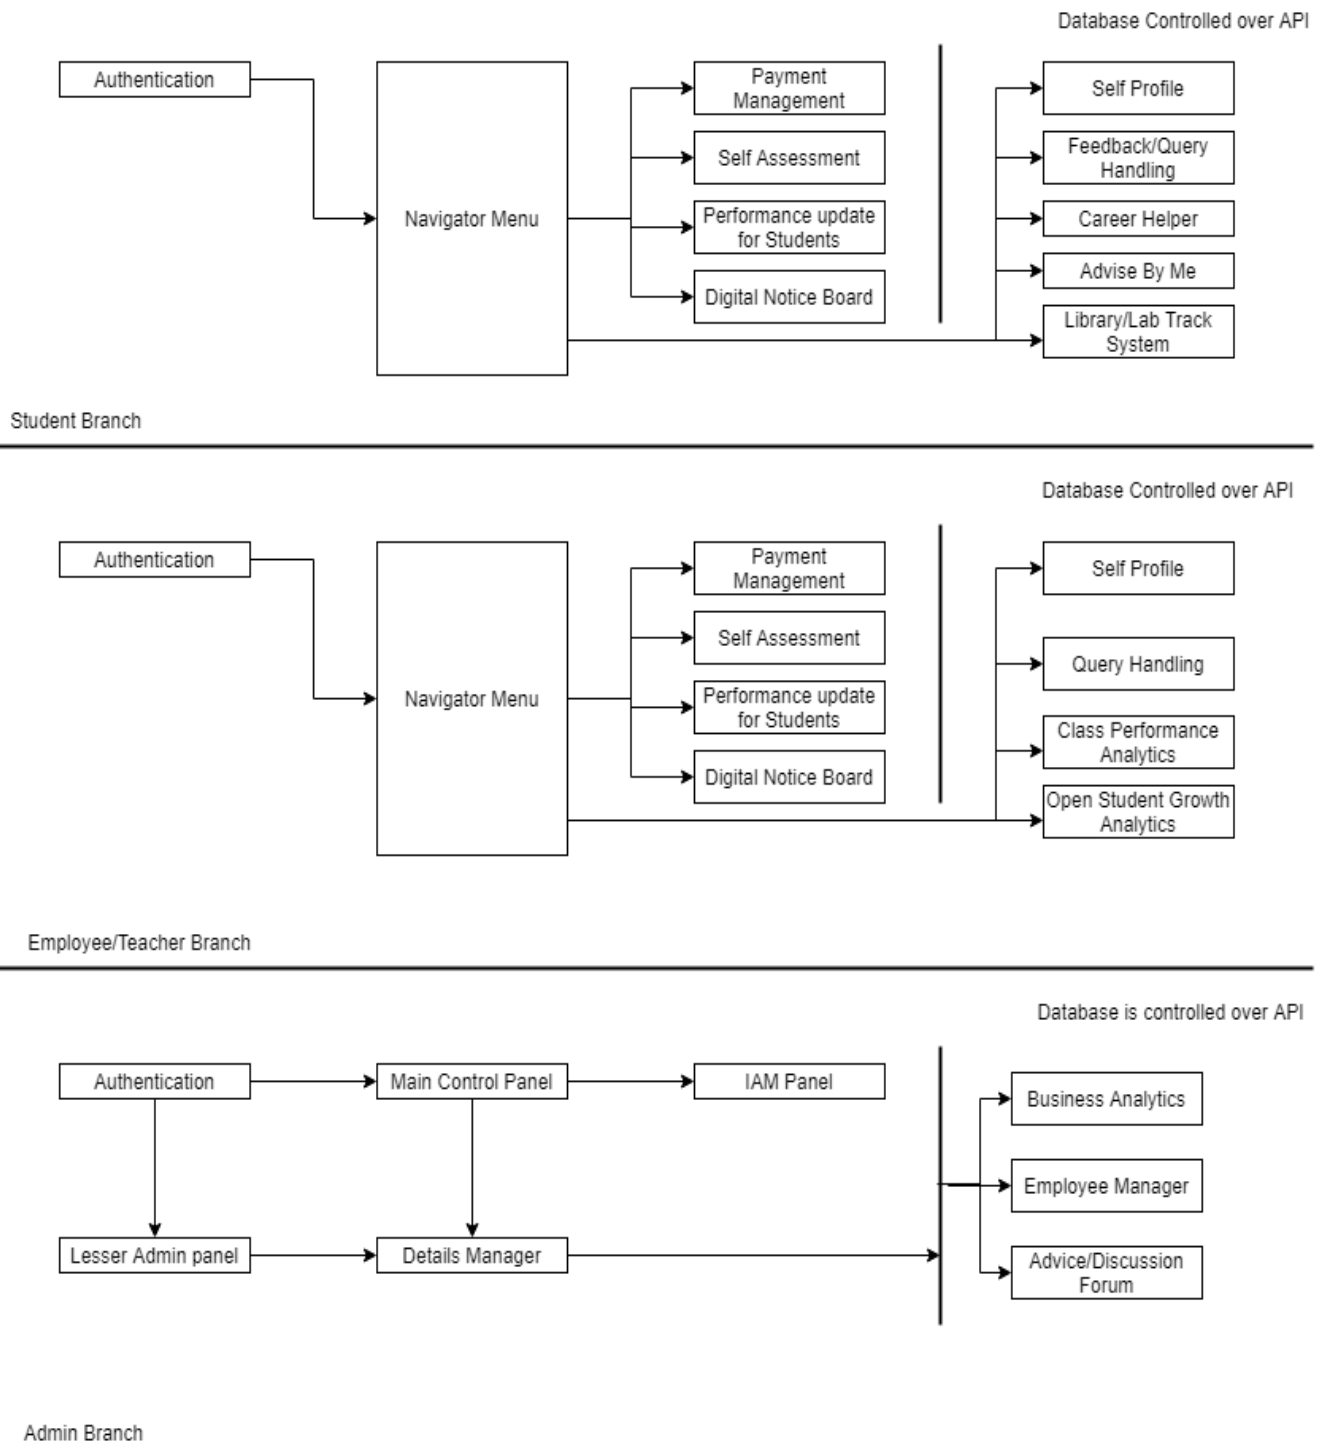 Database Controlled over API
Authentication
Navigator Menu
Payment
Management
Self Assessment
Performance update
for Students
Digital Notice Board
Self Profile
Feedback/Query
Handling
Career Helper
Advise By Me
Library/Lab Track
System
Student Branch
Database Controlled over API
Authentication
Navigator Menu
Payment
Management
Self Assessment
Performance update
for Students
Digital Notice Board
Self Profile
Query Handling
Class Performance
Analytics
Open Student Growth
Analytics
Employee/Teacher Branch
Database is controlled over API
Authentication
Main Control Panel
IAM Panel
Lesser Admin panel
Details Manager
Business Analytics
Employee Manager
Advice/Discussion
Forum
Admin Branch